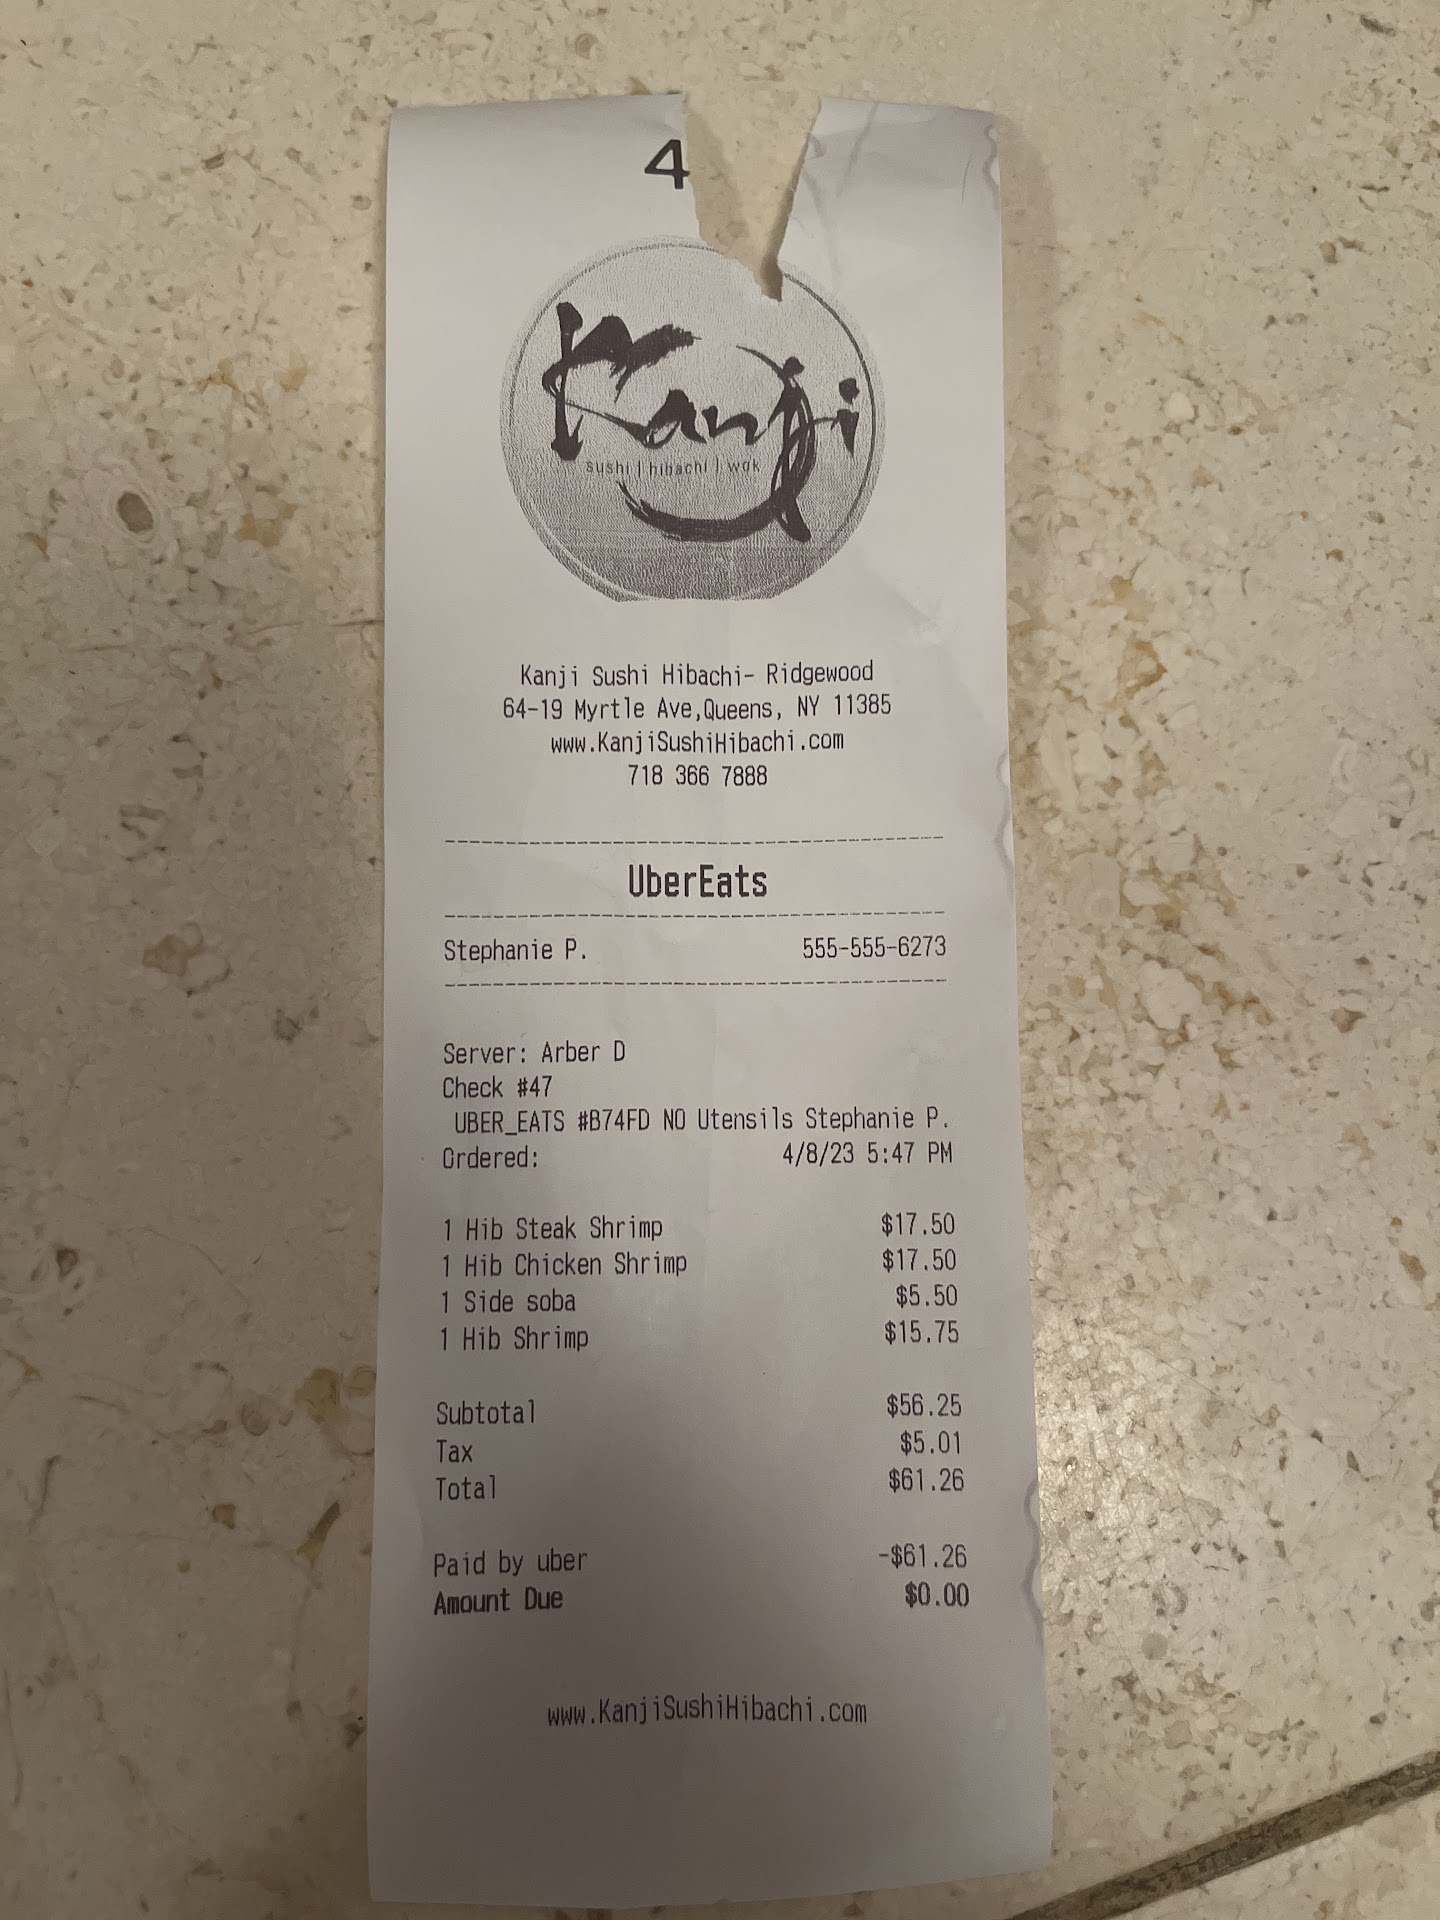 4
Kanji
sushi | hibachi | wok
Kanji Sushi Hibachi- Ridgewood
64-19 Myrtle Ave,Queens, NY 11385
www.KanjiSushiHibachi.com
718 366 7888
UberEats
Stephanie P. 555-555-6273
Server: Arber D
Check #47
UBER_EATS #B74FD NO Utensils Stephanie P.
Ordered: 4/8/23 5:47 PM
1 Hib Steak Shrimp $17.50
1 Hib Chicken Shrimp $17.50
1 Side soba $5.50
1 Hib Shrimp $15.75
Subtotal $56.25
Tax $5.01
Total $61.26
Paid by uber -$61.26
Amount Due $0.00
www.KanjiSushiHibachi.com